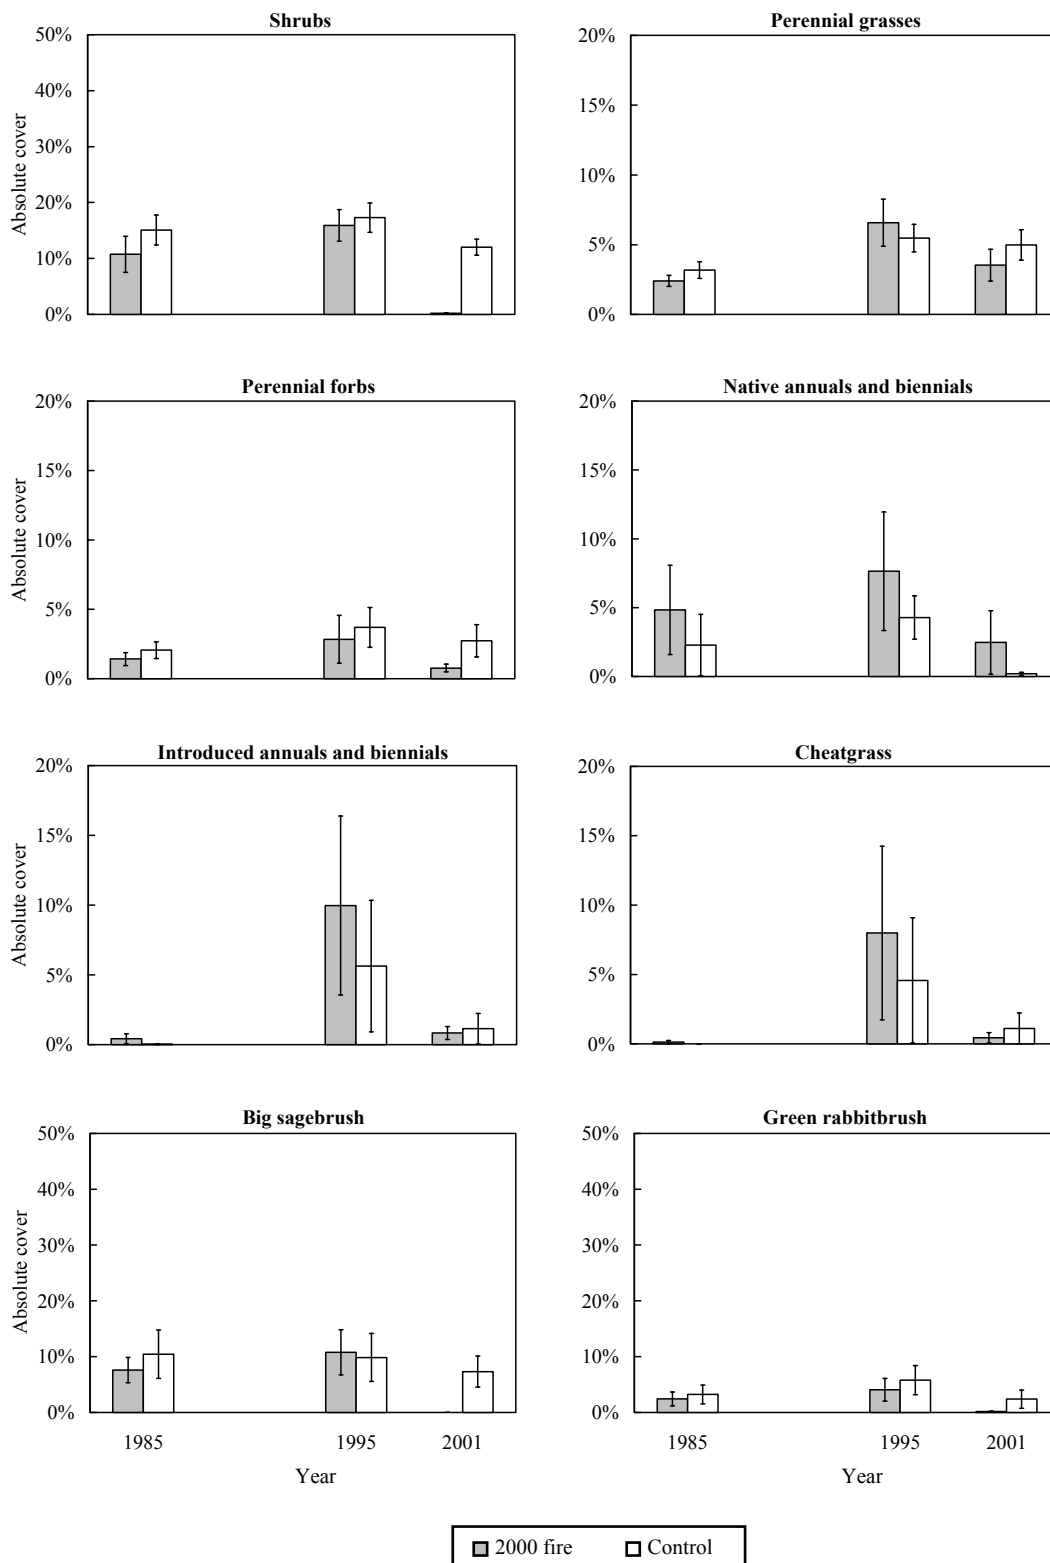 Shrubs
50%
40%
30%
20%
10%
0%
Absolute cover
Perennial grasses
20%
15%
10%
5%
0%
Perennial forbs
20%
15%
10%
5%
0%
Absolute cover
Native annuals and biennials
20%
15%
10%
5%
0%
Introduced annuals and biennials
20%
15%
10%
5%
0%
Absolute cover
Cheatgrass
20%
15%
10%
5%
0%
Big sagebrush
50%
40%
30%
20%
10%
0%
Absolute cover
1985 1995 2001
Year
Green rabbitbrush
50%
40%
30%
20%
10%
0%
1985 1995 2001
Year
2000 fire Control